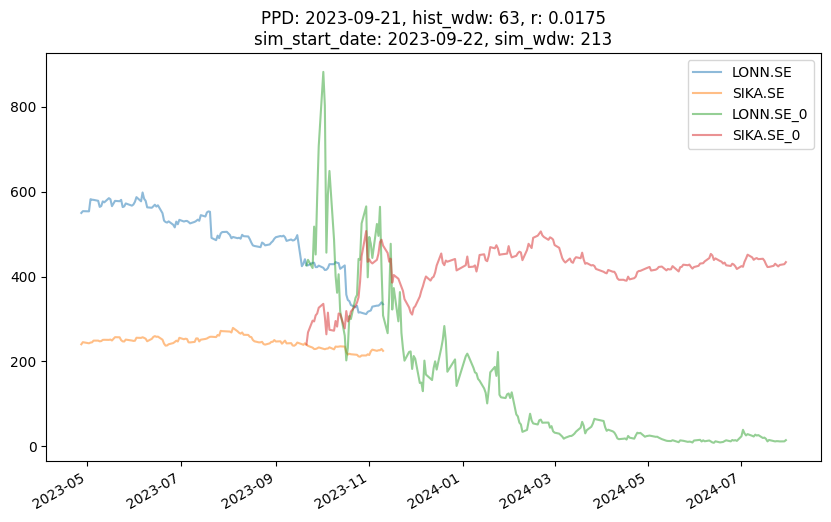 PPD: 2023-09-21, hist_wdw: 63, r: 0.0175
sim_start_date: 2023-09-22, sim_wdw: 213
LONN.SE
SIKA.SE
LONN.SE_0
SIKA.SE_0
800
600
400
200
0
2023-05
2023-07
2023-09
2023-11
2024-01
2024-03
2024-05
2024-07